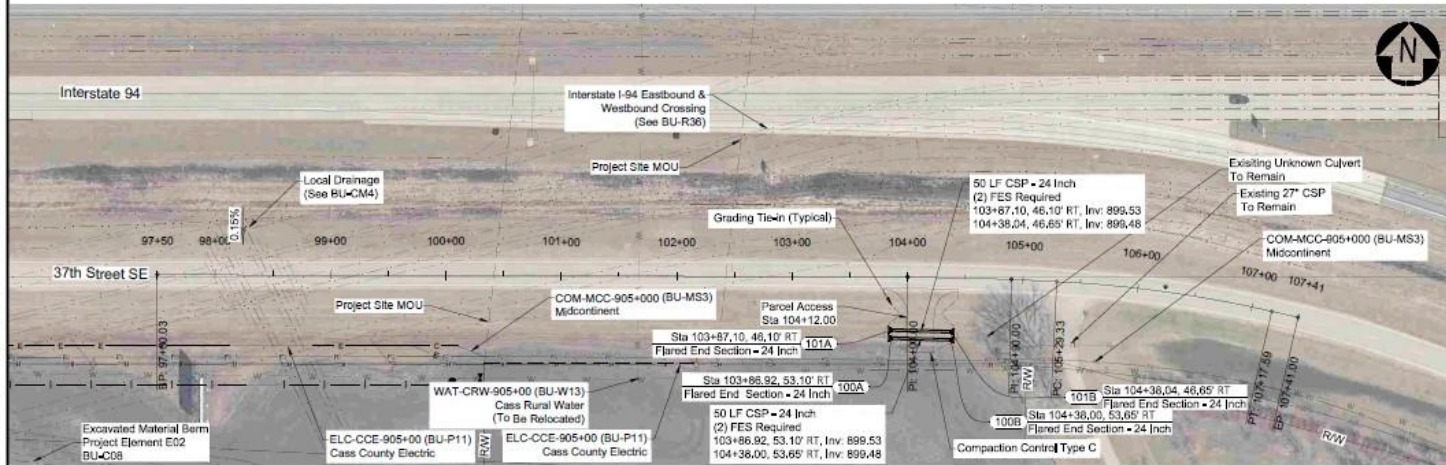 N
Interstate 94
Interstate I-94 Eastbound &
Westbound Crossing
(See BU-R36)
Project Site MOU
Local Drainage
(See BU-CM4)
0.15%
Grading Tie-in (Typical)
50 LF CSP - 24 Inch
(2) FES Required
103+87.10, 46.10' RT, Inv: 899.53
104+38.04, 46.65' RT, Inv: 899.48
Exisiting Unknown Culvert
To Remain
Existing 27" CSP
To Remain
COM-MCC-905+000 (BU-MS3)
Midcontinent
97+50
98+00
99+00
100+00
101+00
102+00
103+00
104+00
105+00
106+00
107+00
107+41
37th Street SE
Project Site MOU
COM-MCC-905+000 (BU-MS3)
Midcontinent
Parcel Access
Sta 104+12.00
Sta 103+87.10, 46.10' RT
Flared End Section - 24 Inch
101A
Sta 103+86.92, 53.10' RT
Flared End Section - 24 Inch
100A
50 LF CSP - 24 Inch
(2) FES Required
103+86.92, 53.10' RT, Inv: 899.53
104+38.00, 53.65' RT, Inv: 899.48
101B
Sta 104+38.04, 46.65' RT
Flared End Section - 24 Inch
100B
Sta 104+38.00, 53.65' RT
Flared End Section - 24 Inch
Compaction Control Type C
WAT-CRW-905+00 (BU-W13)
Cass Rural Water
(To Be Relocated)
ELC-CCE-905+00 (BU-P11)
Cass County Electric
ELC-CCE-905+00 (BU-P11)
Cass County Electric
Excavated Material Berm
Project Element E02
BU-C08
R/W
R/W
R/W
PC: 105+29.33
PT: 107+17.59
EP: 107+41.00